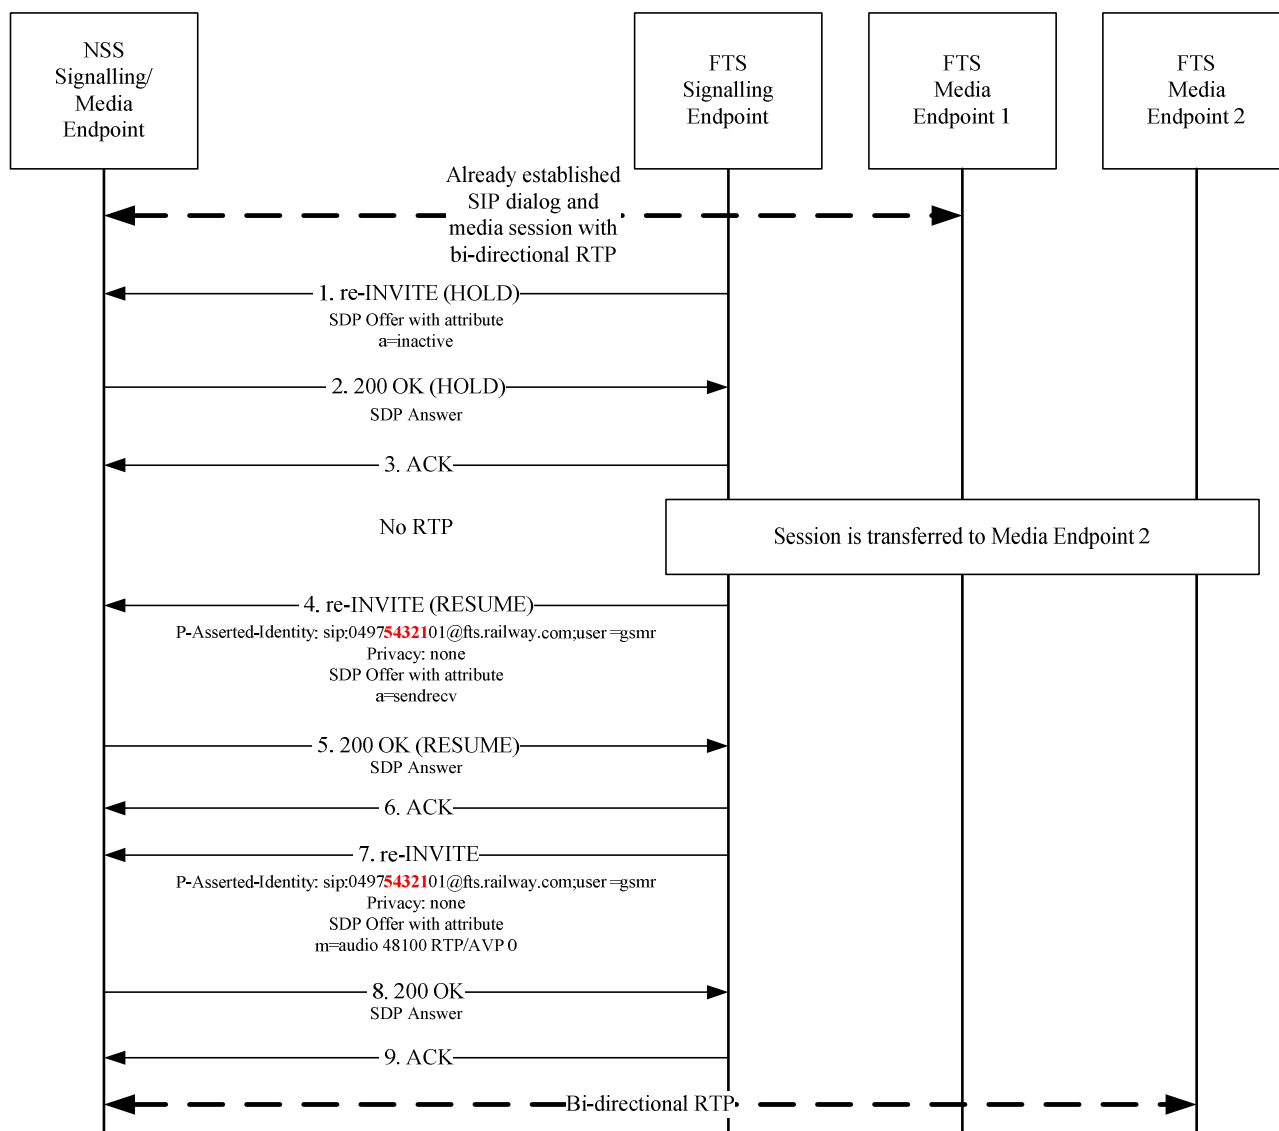 NSS
Signalling/
Media
Endpoint
FTS
Signalling
Endpoint
FTS
Media
Endpoint 1
FTS
Media
Endpoint 2
Already established
SIP dialog and
media session with
bi-directional RTP
1. re-INVITE (HOLD)
SDP Offer with attribute
a=inactive
2. 200 OK (HOLD)
SDP Answer
3. ACK
No RTP
Session is transferred to Media Endpoint 2
4. re-INVITE (RESUME)
P-Asserted-Identity: sip:0497543210​1@fts.railway.com;user=gsmr
Privacy: none
SDP Offer with attribute
a=sendrecv
5. 200 OK (RESUME)
SDP Answer
6. ACK
7. re-INVITE
P-Asserted-Identity: sip:04975432101@fts.railway.com;user=gsmr
Privacy: none
SDP Offer with attribute
m=audio 48100 RTP/AVP 0
8. 200 OK
SDP Answer
9. ACK
Bi-directional RTP